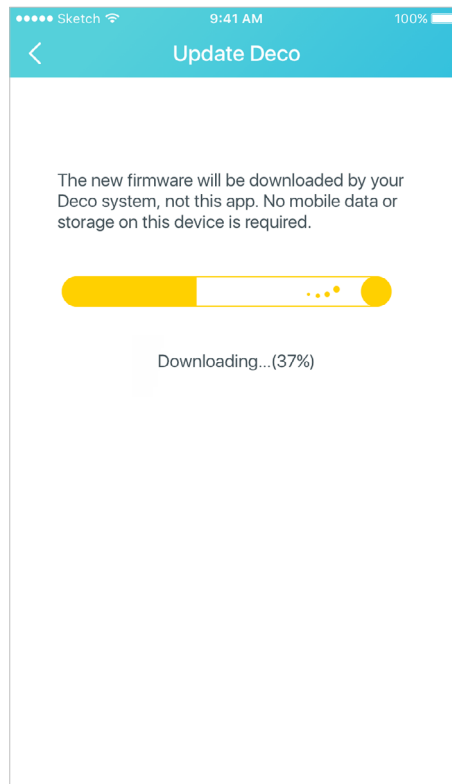 Sketch 9:41 AM 100%
Update Deco
The new firmware will be downloaded by your
Deco system, not this app. No mobile data or
storage on this device is required.
Downloading...(37%)